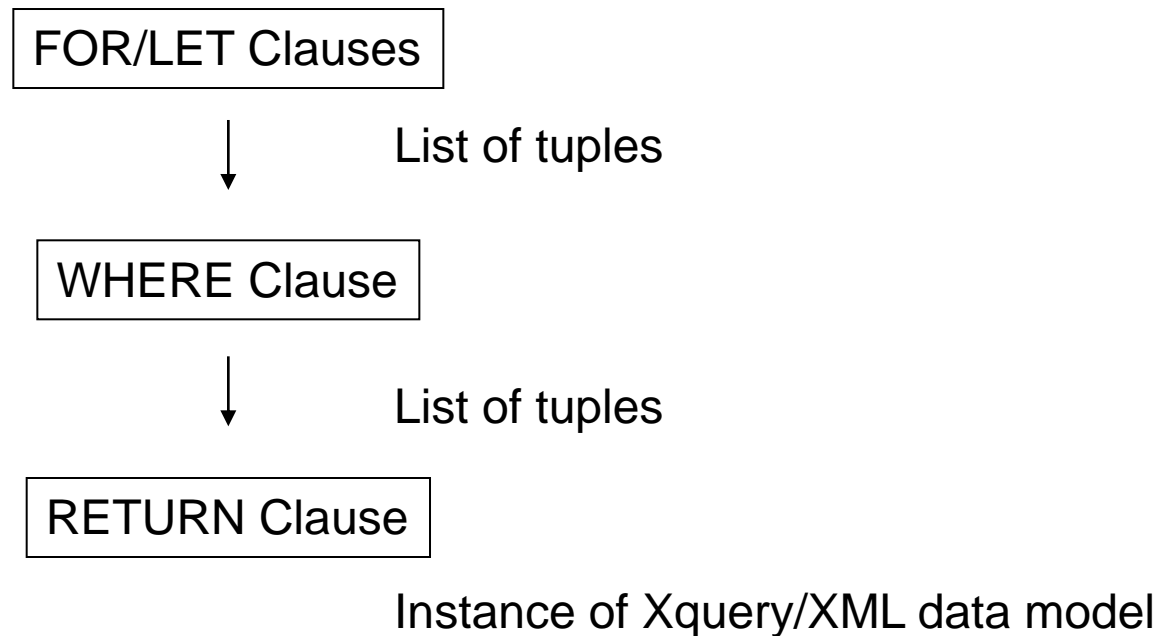 FOR/LET Clauses
List of tuples
WHERE Clause
List of tuples
RETURN Clause
Instance of Xquery/XML data model